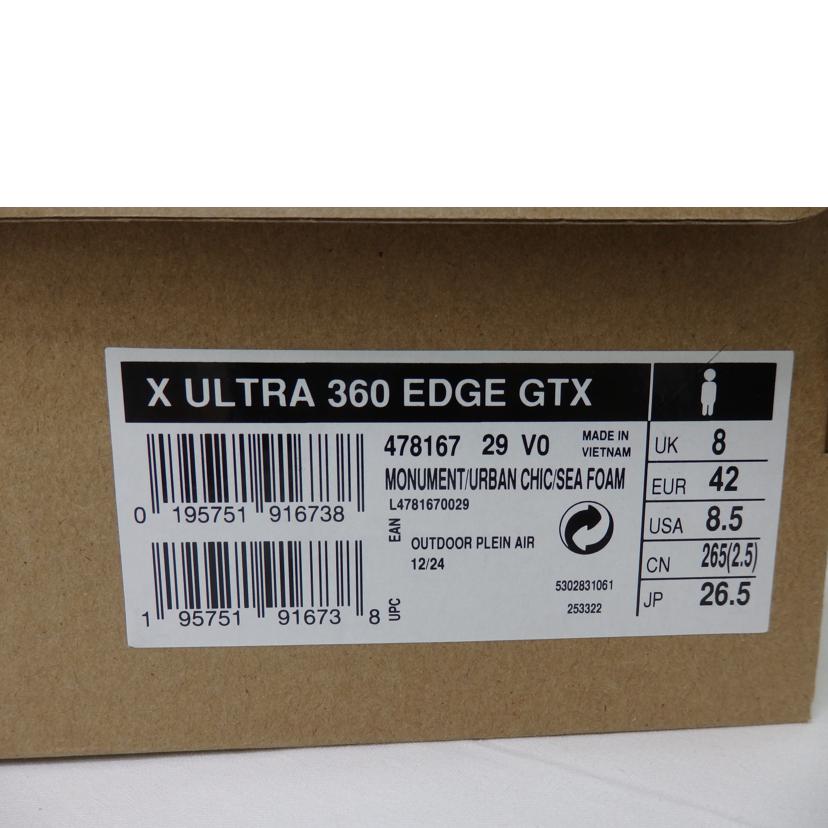 X ULTRA 360 EDGE GTX
478167 29 V0
MADE IN
VIETNAM
MONUMENT/URBAN CHIC/SEA FOAM
L4781670029
0 195751 916738
EAN
OUTDOOR PLEIN AIR
12/24
1 95751 91673 8
UPC
5302831061
253322
UK 8
EUR 42
USA 8.5
CN 265(2.5)
JP 26.5